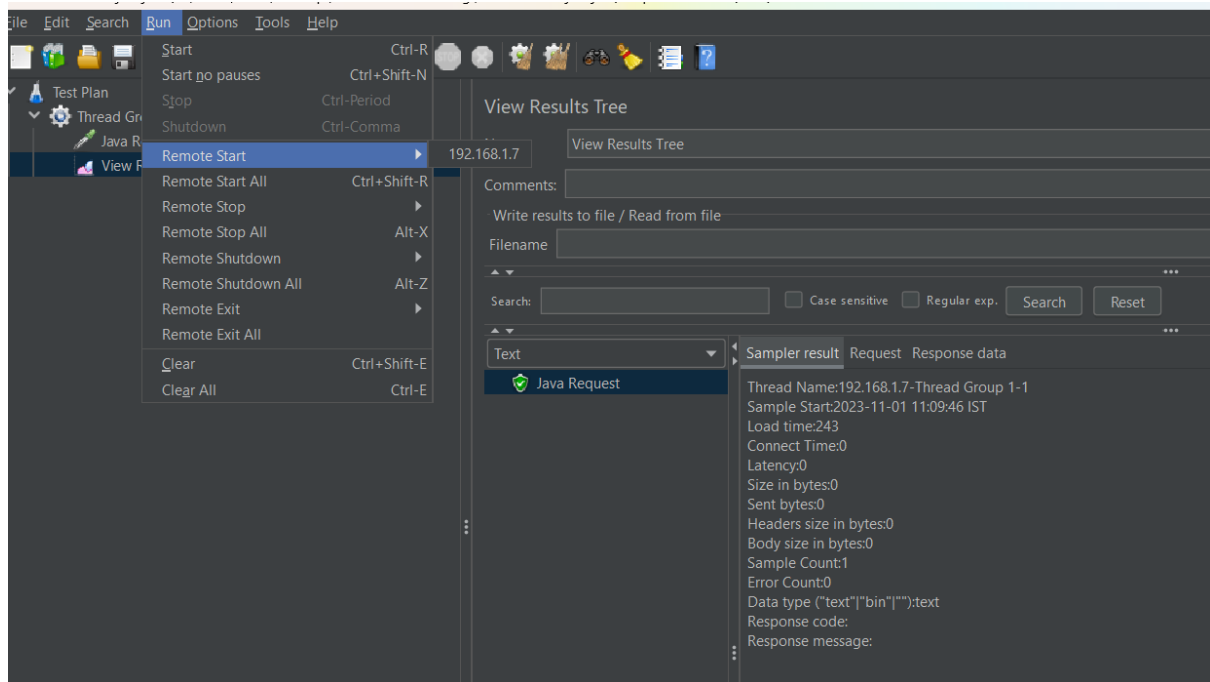 File Edit Search Run Options Tools Help
Start Ctrl-R
Start no pauses Ctrl+Shift-N
Stop Ctrl-Period
Shutdown Ctrl-Comma
Remote Start
192.168.1.7
Remote Start All Ctrl+Shift-R
Remote Stop
Remote Stop All Alt-X
Remote Shutdown
Remote Shutdown All Alt-Z
Remote Exit
Remote Exit All
Clear Ctrl+Shift-E
Clear All Ctrl-E
Test Plan
Thread Gr
Java R
View R
View Results Tree
View Results Tree
Comments:
Write results to file / Read from file
Filename
Search: Case sensitive Regular exp. Search Reset
Text
Java Request
Sampler result Request Response data
Thread Name:192.168.1.7-Thread Group 1-1
Sample Start:2023-11-01 11:09:46 IST
Load time:243
Connect Time:0
Latency:0
Size in bytes:0
Sent bytes:0
Headers size in bytes:0
Body size in bytes:0
Sample Count:1
Error Count:0
Data type ("text"|"bin"|""):text
Response code:
Response message: